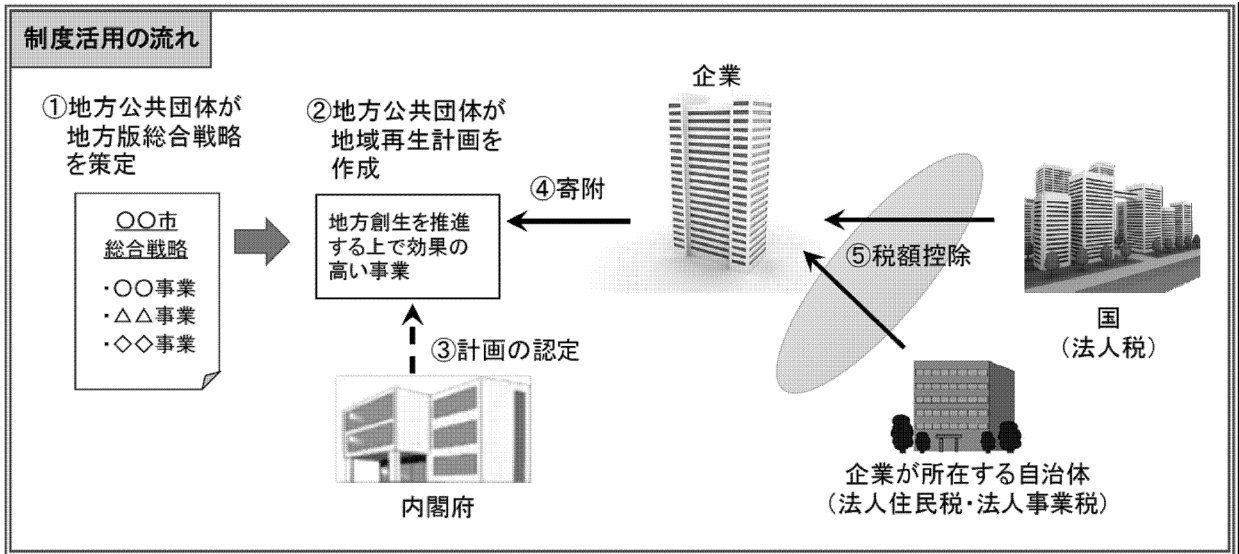 制度活用の流れ
①地方公共団体が
地方版総合戦略
を策定
〇〇市
総合戦略
・〇〇事業
・△△事業
・◇◇事業
②地方公共団体が
地域再生計画を
作成
地方創生を推進
する上で効果の
高い事業
③計画の認定
内閣府
④寄附
企業
⑤税額控除
国
（法人税）
企業が所在する自治体
（法人住民税・法人事業税）